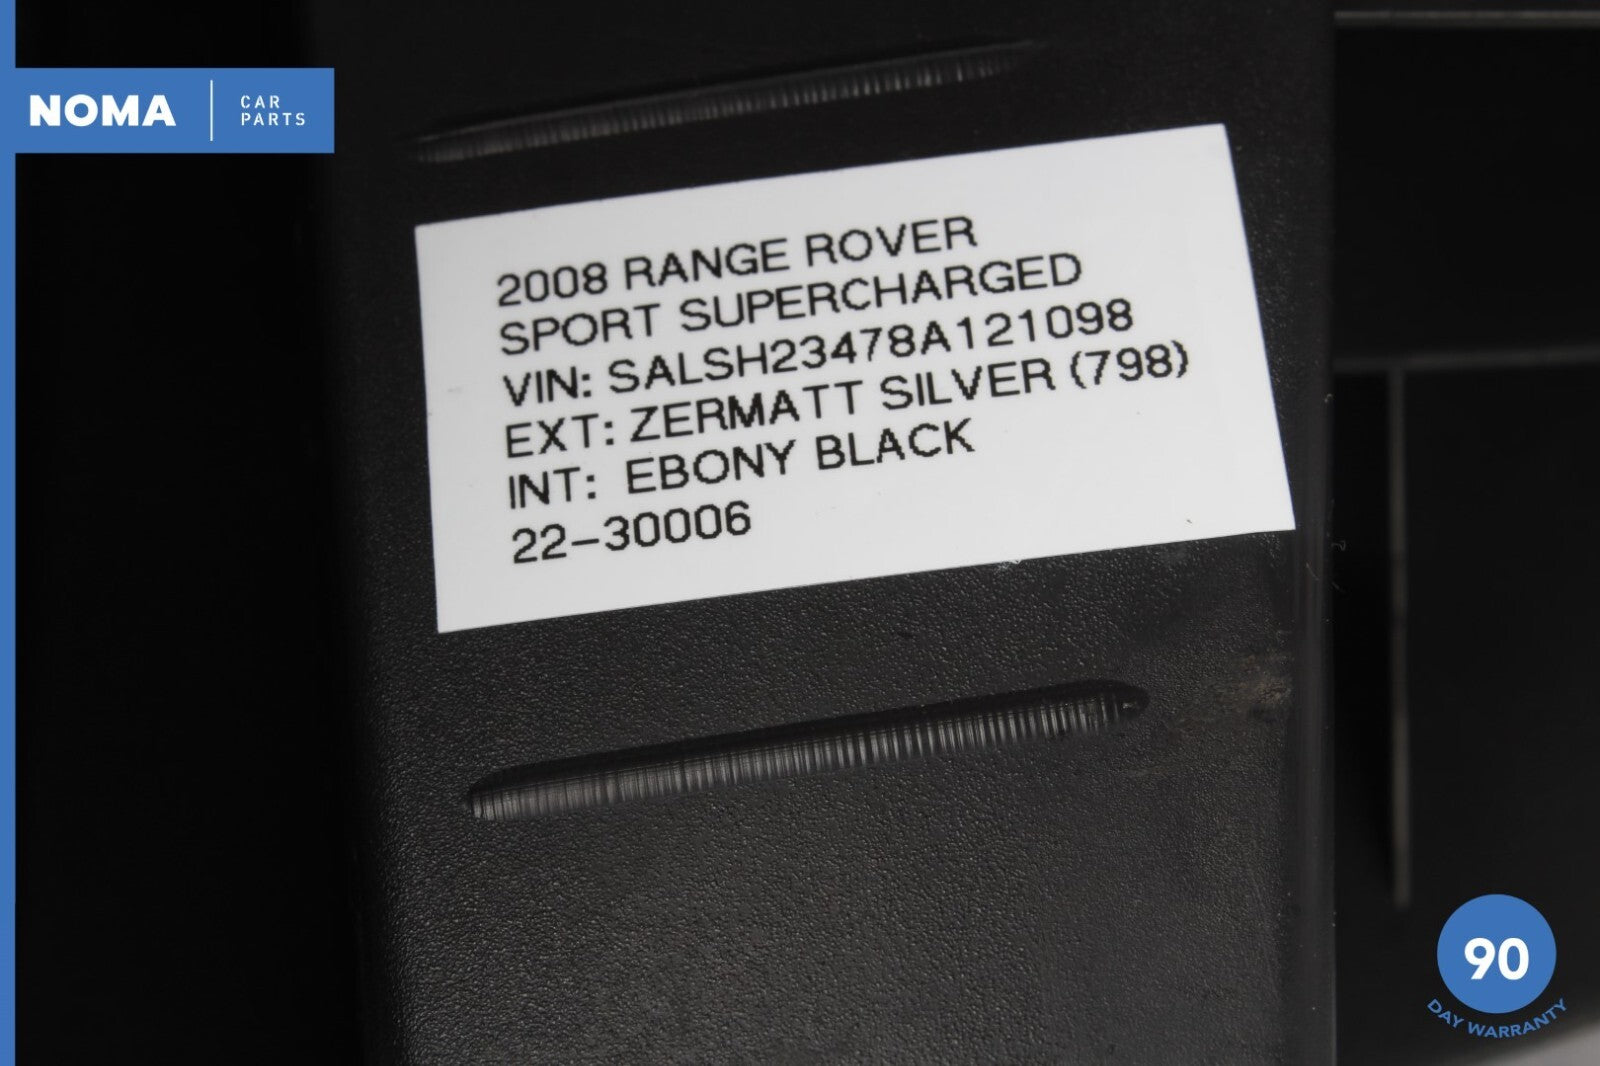 NOMA
CAR
PARTS
2008 RANGE ROVER
SPORT SUPERCHARGED
VIN: SALSH23478A121098
EXT: ZERMATT SILVER (798)
INT: EBONY BLACK
22-30006
90
DAY WARRANTY